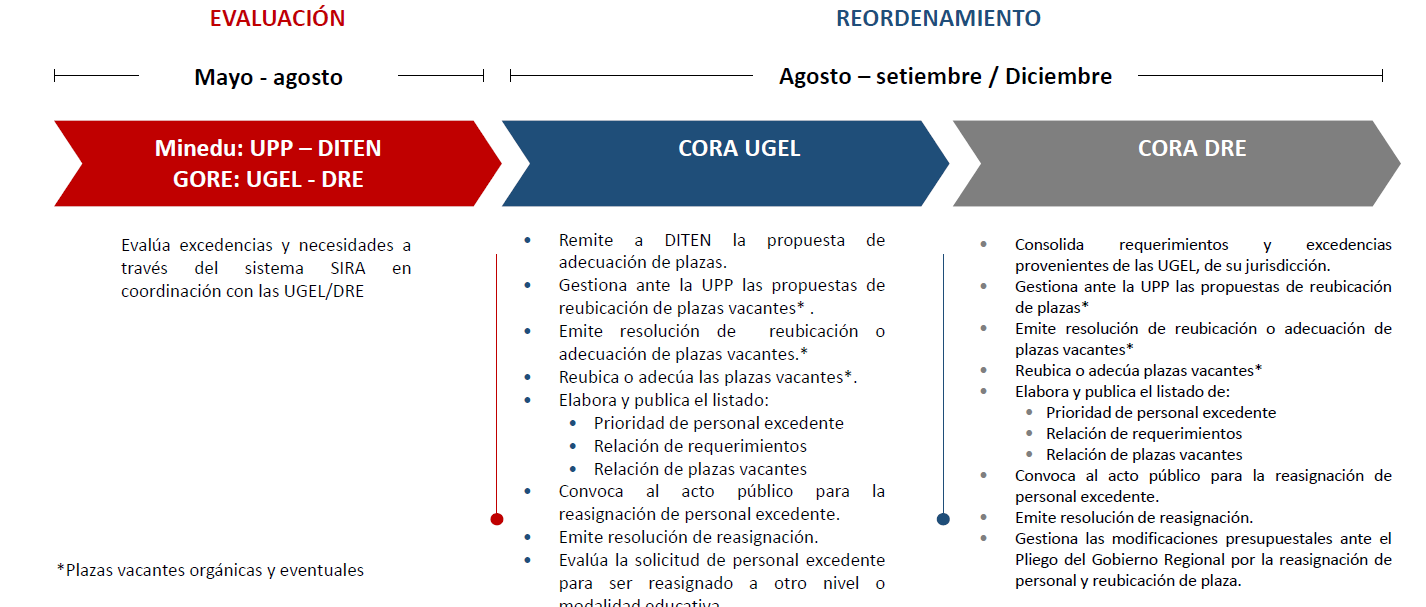 EVALUACIÓN
REORDENAMIENTO
Mayo - agosto
Agosto – setiembre / Diciembre
Minedu: UPP – DITEN
GORE: UGEL - DRE
CORA UGEL
CORA DRE
Evalúa excedencias y necesidades a
través del sistema SIRA en
coordinación con las UGEL/DRE
*Plazas vacantes orgánicas y eventuales
• Remite a DITEN la propuesta de
adecuación de plazas.
• Gestiona ante la UPP las propuestas de
reubicación de plazas vacantes* .
• Emite resolución de reubicación o
adecuación de plazas vacantes.*
• Reubica o adecúa las plazas vacantes*.
• Elabora y publica el listado:
• Prioridad de personal excedente
• Relación de requerimientos
• Relación de plazas vacantes
• Convoca al acto público para la
reasignación de personal excedente.
• Emite resolución de reasignación.
• Evalúa la solicitud de personal excedente
para ser reasignado a otro nivel o
modalidad educativa
• Consolida requerimientos y excedencias
provenientes de las UGEL, de su jurisdicción.
• Gestiona ante la UPP las propuestas de reubicación
de plazas*
• Emite resolución de reubicación o adecuación de
plazas vacantes*
• Reubica o adecúa plazas vacantes*
• Elabora y publica el listado de:
• Prioridad de personal excedente
• Relación de requerimientos
• Relación de plazas vacantes
• Convoca al acto público para la reasignación de
personal excedente.
• Emite resolución de reasignación.
• Gestiona las modificaciones presupuestales ante el
Pliego del Gobierno Regional por la reasignación de
personal y reubicación de plaza.